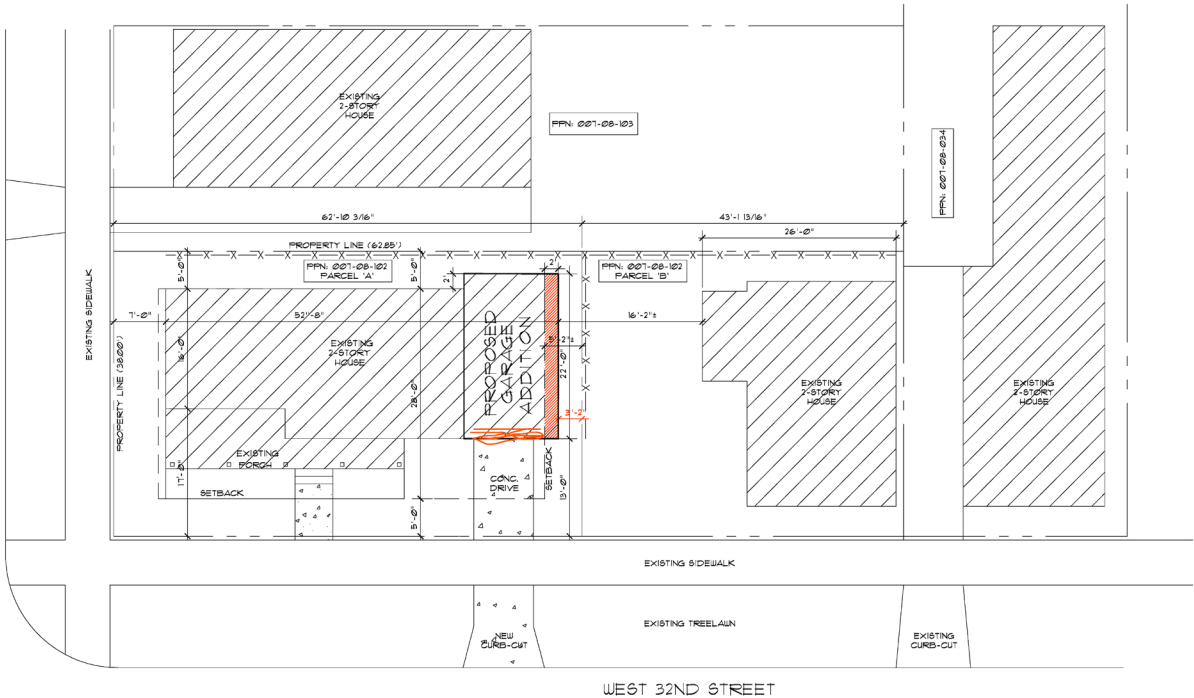 EXISTING
2-STORY
HOUSE
PPN: 007-08-103
PPN: 007-08-034
62'-10 3/16"
43'-1 13/16"
26'-0"
PROPERTY LINE (62.85')
PPN: 007-08-102
PARCEL 'A'
2'
PPN: 007-08-102
PARCEL 'B'
5'-0"
5'-0"
2'
EXISTING SIDEWALK
7'-0"
52'-8"
16'-2"±
PROPERTY LINE (38.00')
16'-0"
EXISTING
2-STORY
HOUSE
PROPOSED
GARAGE
ADDITION
5'-2"±
22'-0"
28'-0"
EXISTING
2-STORY
HOUSE
EXISTING
2-STORY
HOUSE
3'-2"
EXISTING
PORCH
17'-0"
SETBACK
CONC.
DRIVE
SETBACK
13'-0"
5'-0"
EXISTING SIDEWALK
EXISTING TREELAWN
NEW
CURB-CUT
EXISTING
CURB-CUT
WEST 32ND STREET